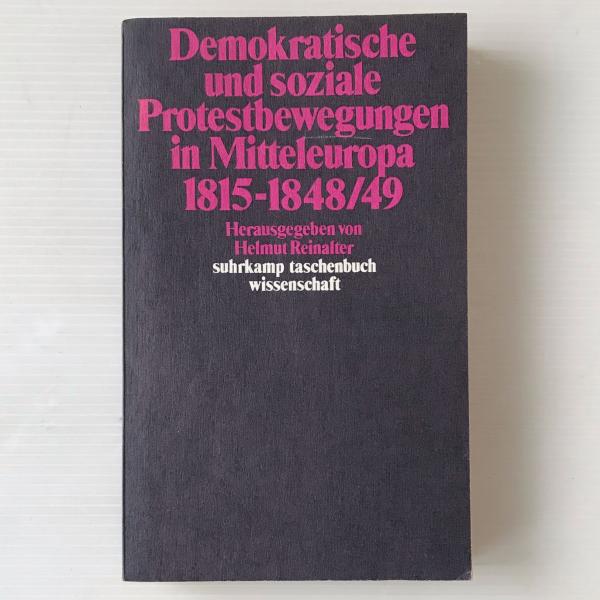 Demokratische
und soziale
Protestbewegungen
in Mitteleuropa
1815-1848/49
Herausgegeben von
Helmut Reinalter
suhrkamp taschenbuch
wissenschaft